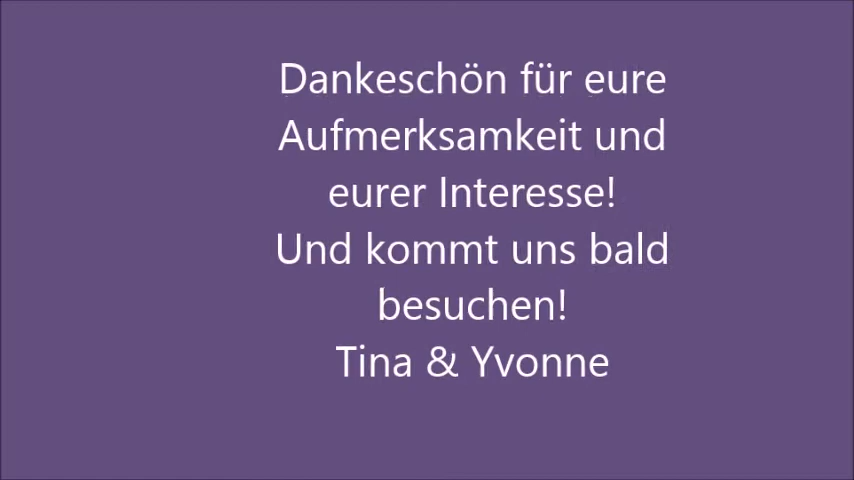 Dankeschön für eure
Aufmerksamkeit und
eurer Interesse!
Und kommt uns bald
besuchen!
Tina & Yvonne